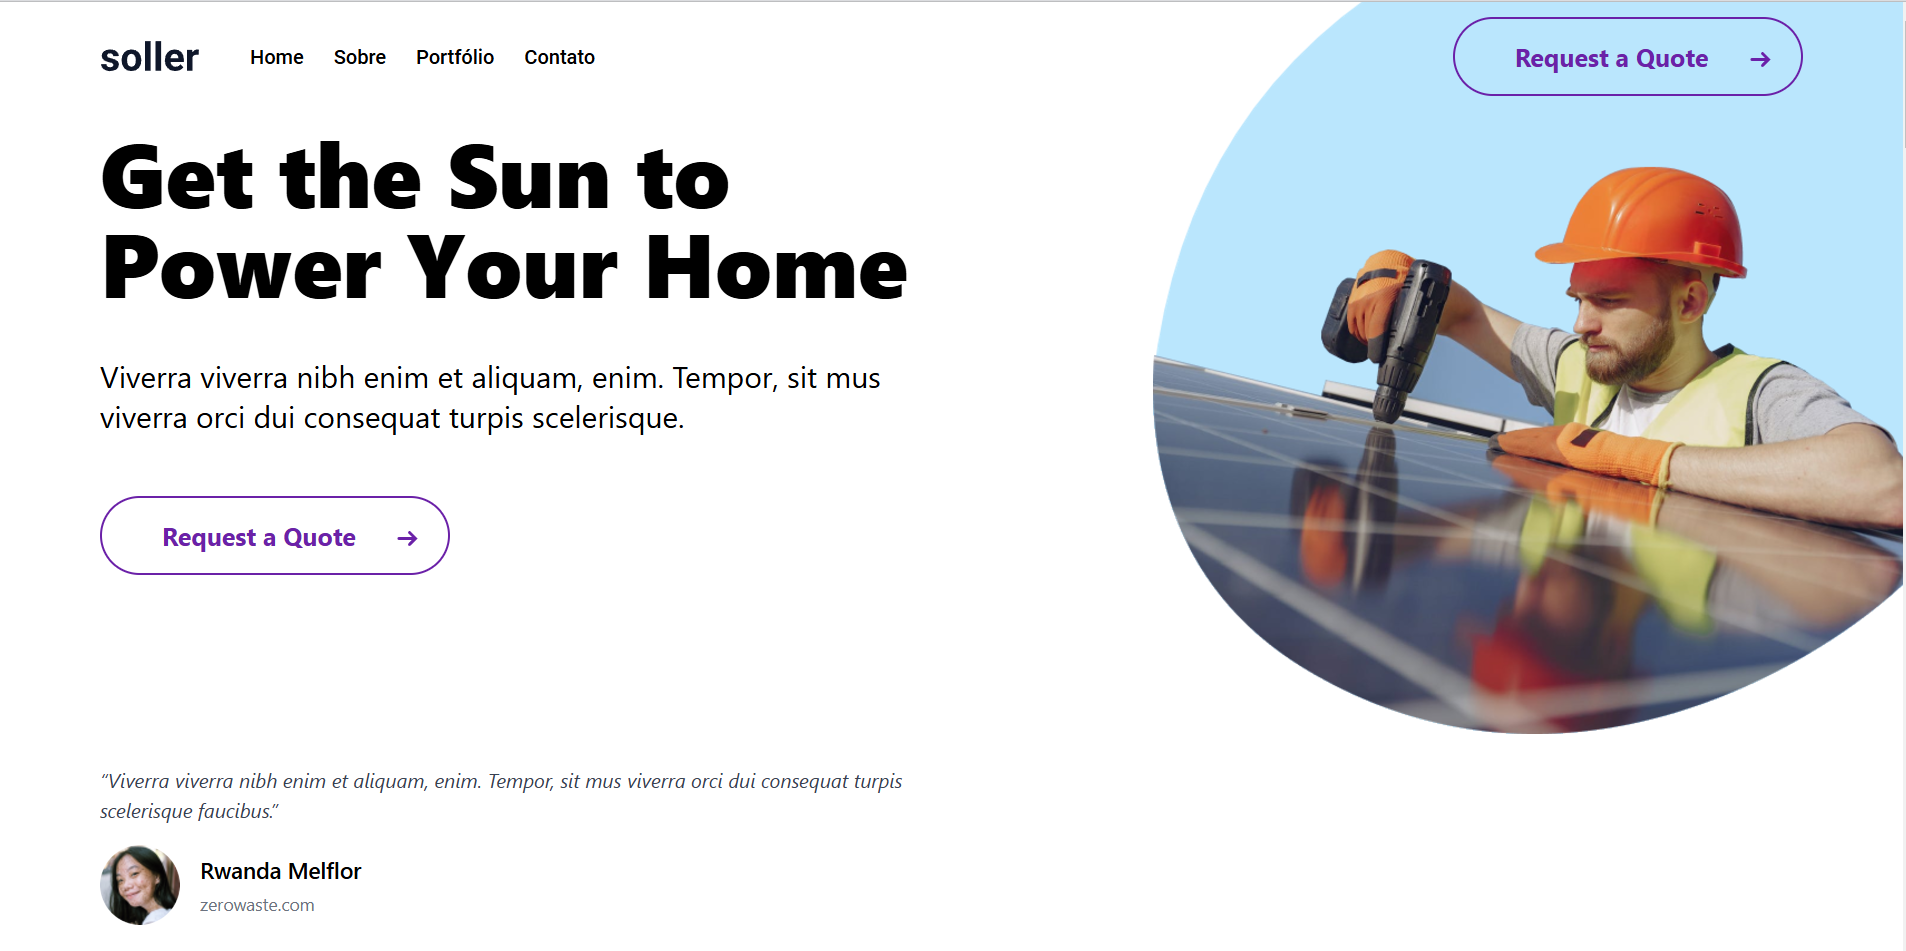 soller
Home Sobre Portfólio Contato
Request a Quote
Get the Sun to
Power Your Home
Viverra viverra nibh enim et aliquam, enim. Tempor, sit mus
viverra orci dui consequat turpis scelerisque.
Request a Quote
“Viverra viverra nibh enim et aliquam, enim. Tempor, sit mus viverra orci dui consequat turpis
scelerisque faucibus.”
Rwanda Melflor
zerowaste.com